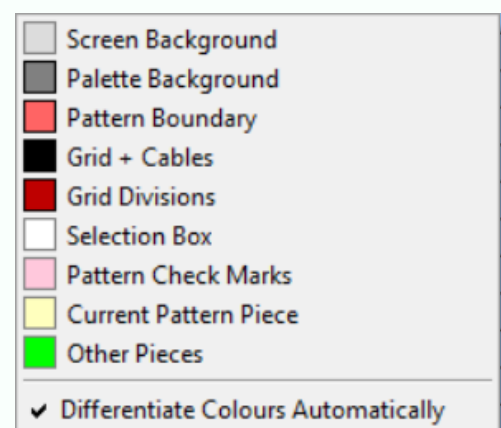 Screen Background
Palette Background
Pattern Boundary
Grid + Cables
Grid Divisions
Selection Box
Pattern Check Marks
Current Pattern Piece
Other Pieces
Differentiate Colours Automatically